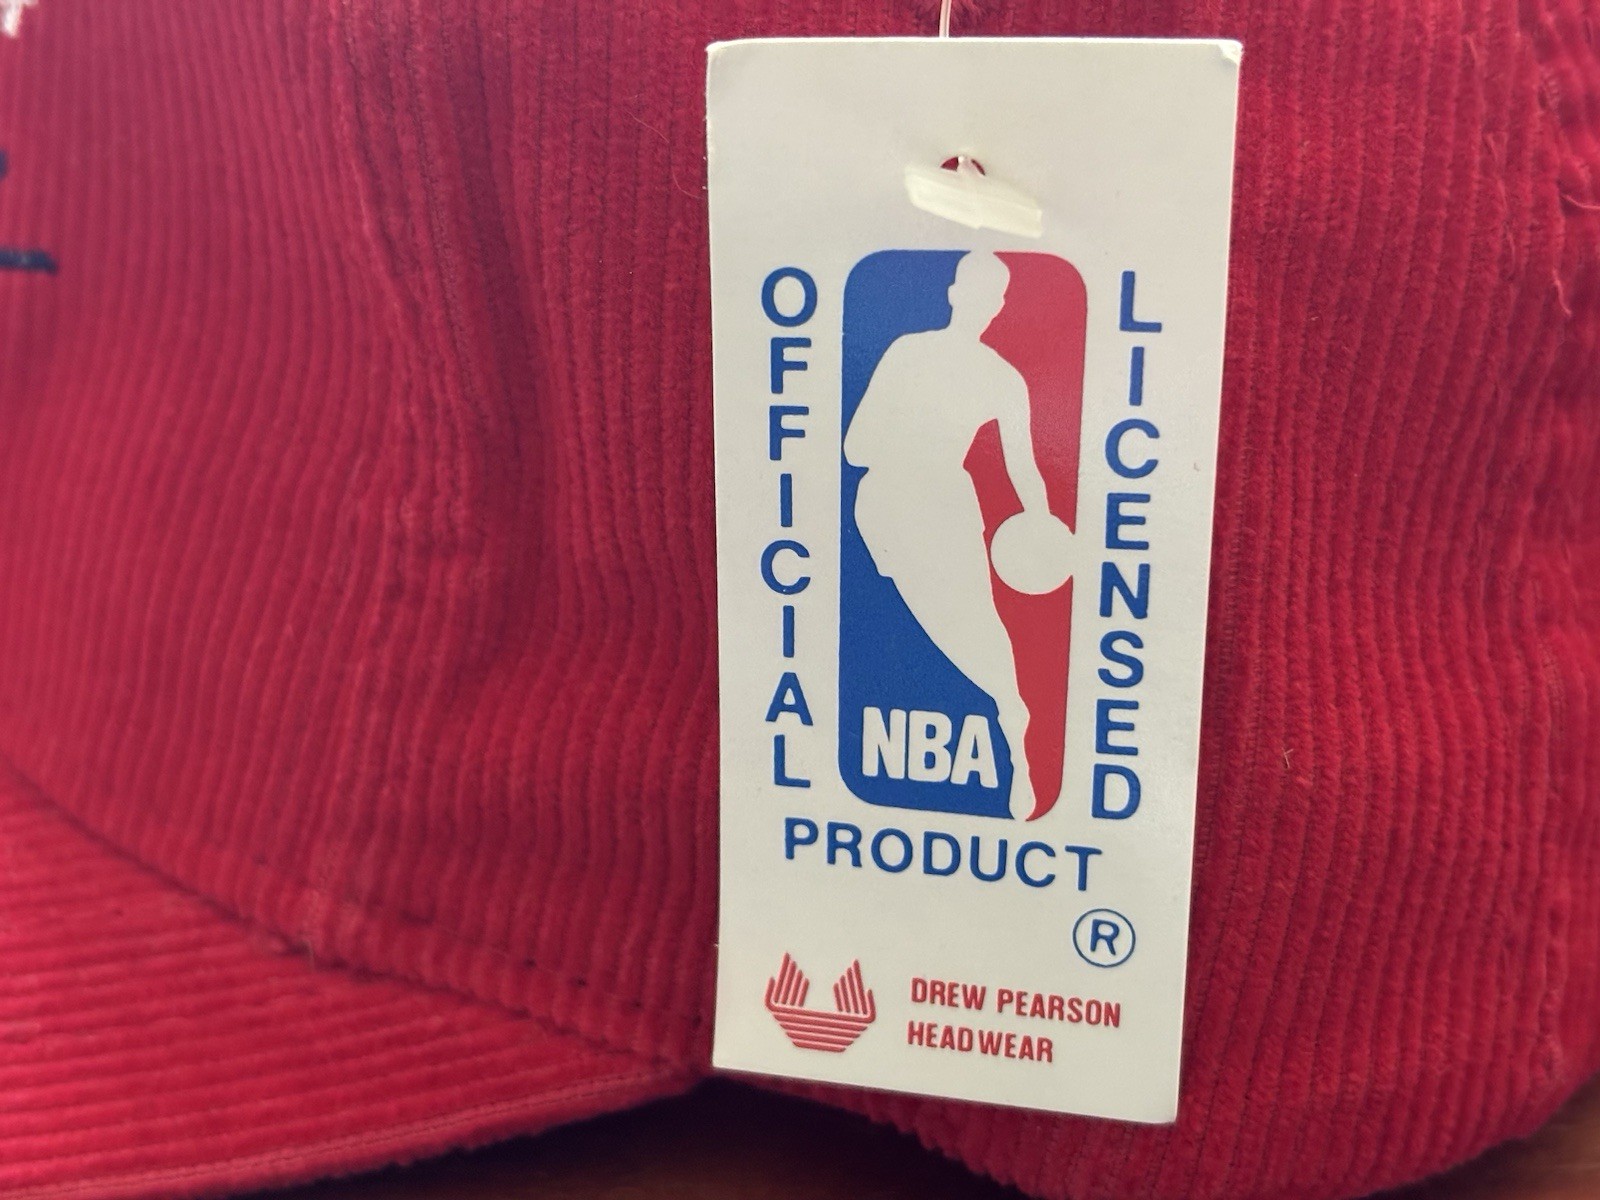 OFFICIAL
LICENSED
NBA
PRODUCT
®
DREW PEARSON
HEADWEAR